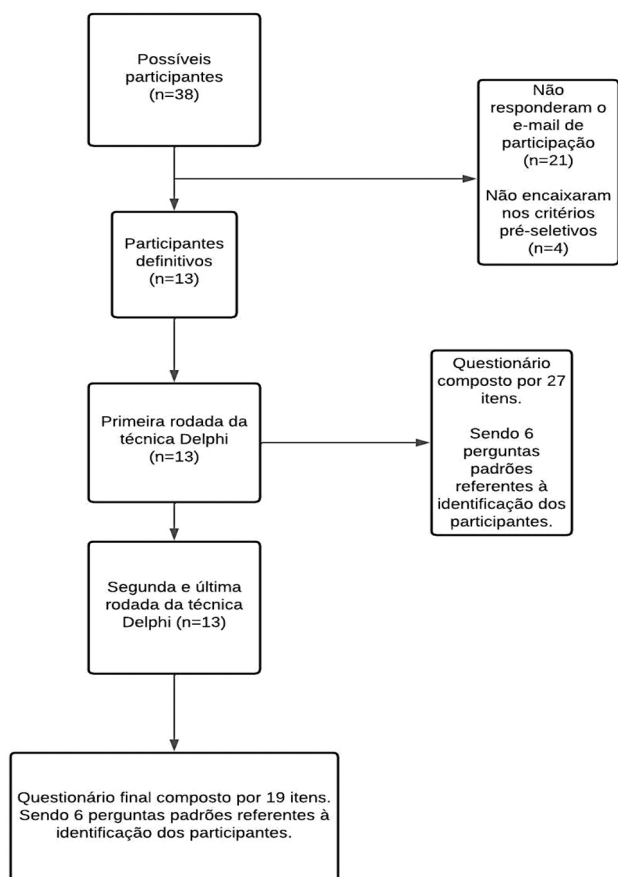 Possíveis
participantes
(n=38)
Não
responderam o
e-mail de
participação
(n=21)
Não encaixaram
nos critérios
pré-seletivos
(n=4)
Participantes
definitivos
(n=13)
Primeira rodada da
técnica Delphi
(n=13)
Questionário
composto por 27
itens.
Sendo 6
perguntas
padrões
referentes à
identificação dos
participantes.
Segunda e última
rodada da técnica
Delphi (n=13)
Questionário final composto por 19 itens.
Sendo 6 perguntas padrões referentes à
identificação dos participantes.